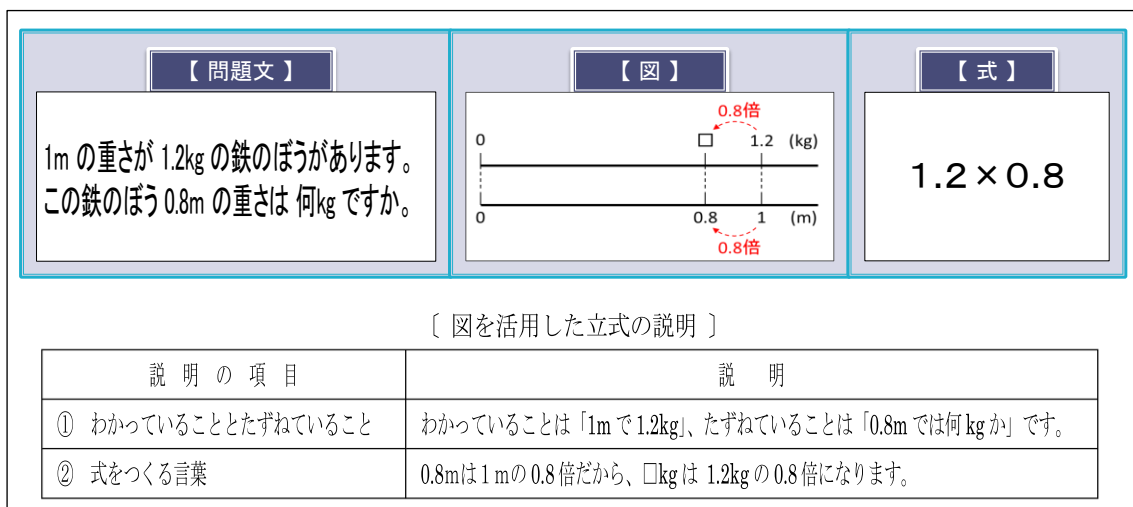 【 問題文 】
1m の重さが 1.2kg の鉄のぼうがあります。
この鉄のぼう 0.8m の重さは 何kg ですか。
【 図 】
0.8倍
0 □ 1.2 (kg)
0 0.8 1 (m)
0.8倍
【 式 】
1.2×0.8
〔 図を活用した立式の説明 〕
説 明 の 項 目 説 明
① わかっていることとたずねていること わかっていることは「1m で 1.2kg」、たずねていることは「0.8m では何 kg か」です。
② 式をつくる言葉 0.8mは 1 mの 0.8 倍だから、□kg は 1.2kg の 0.8 倍になります。